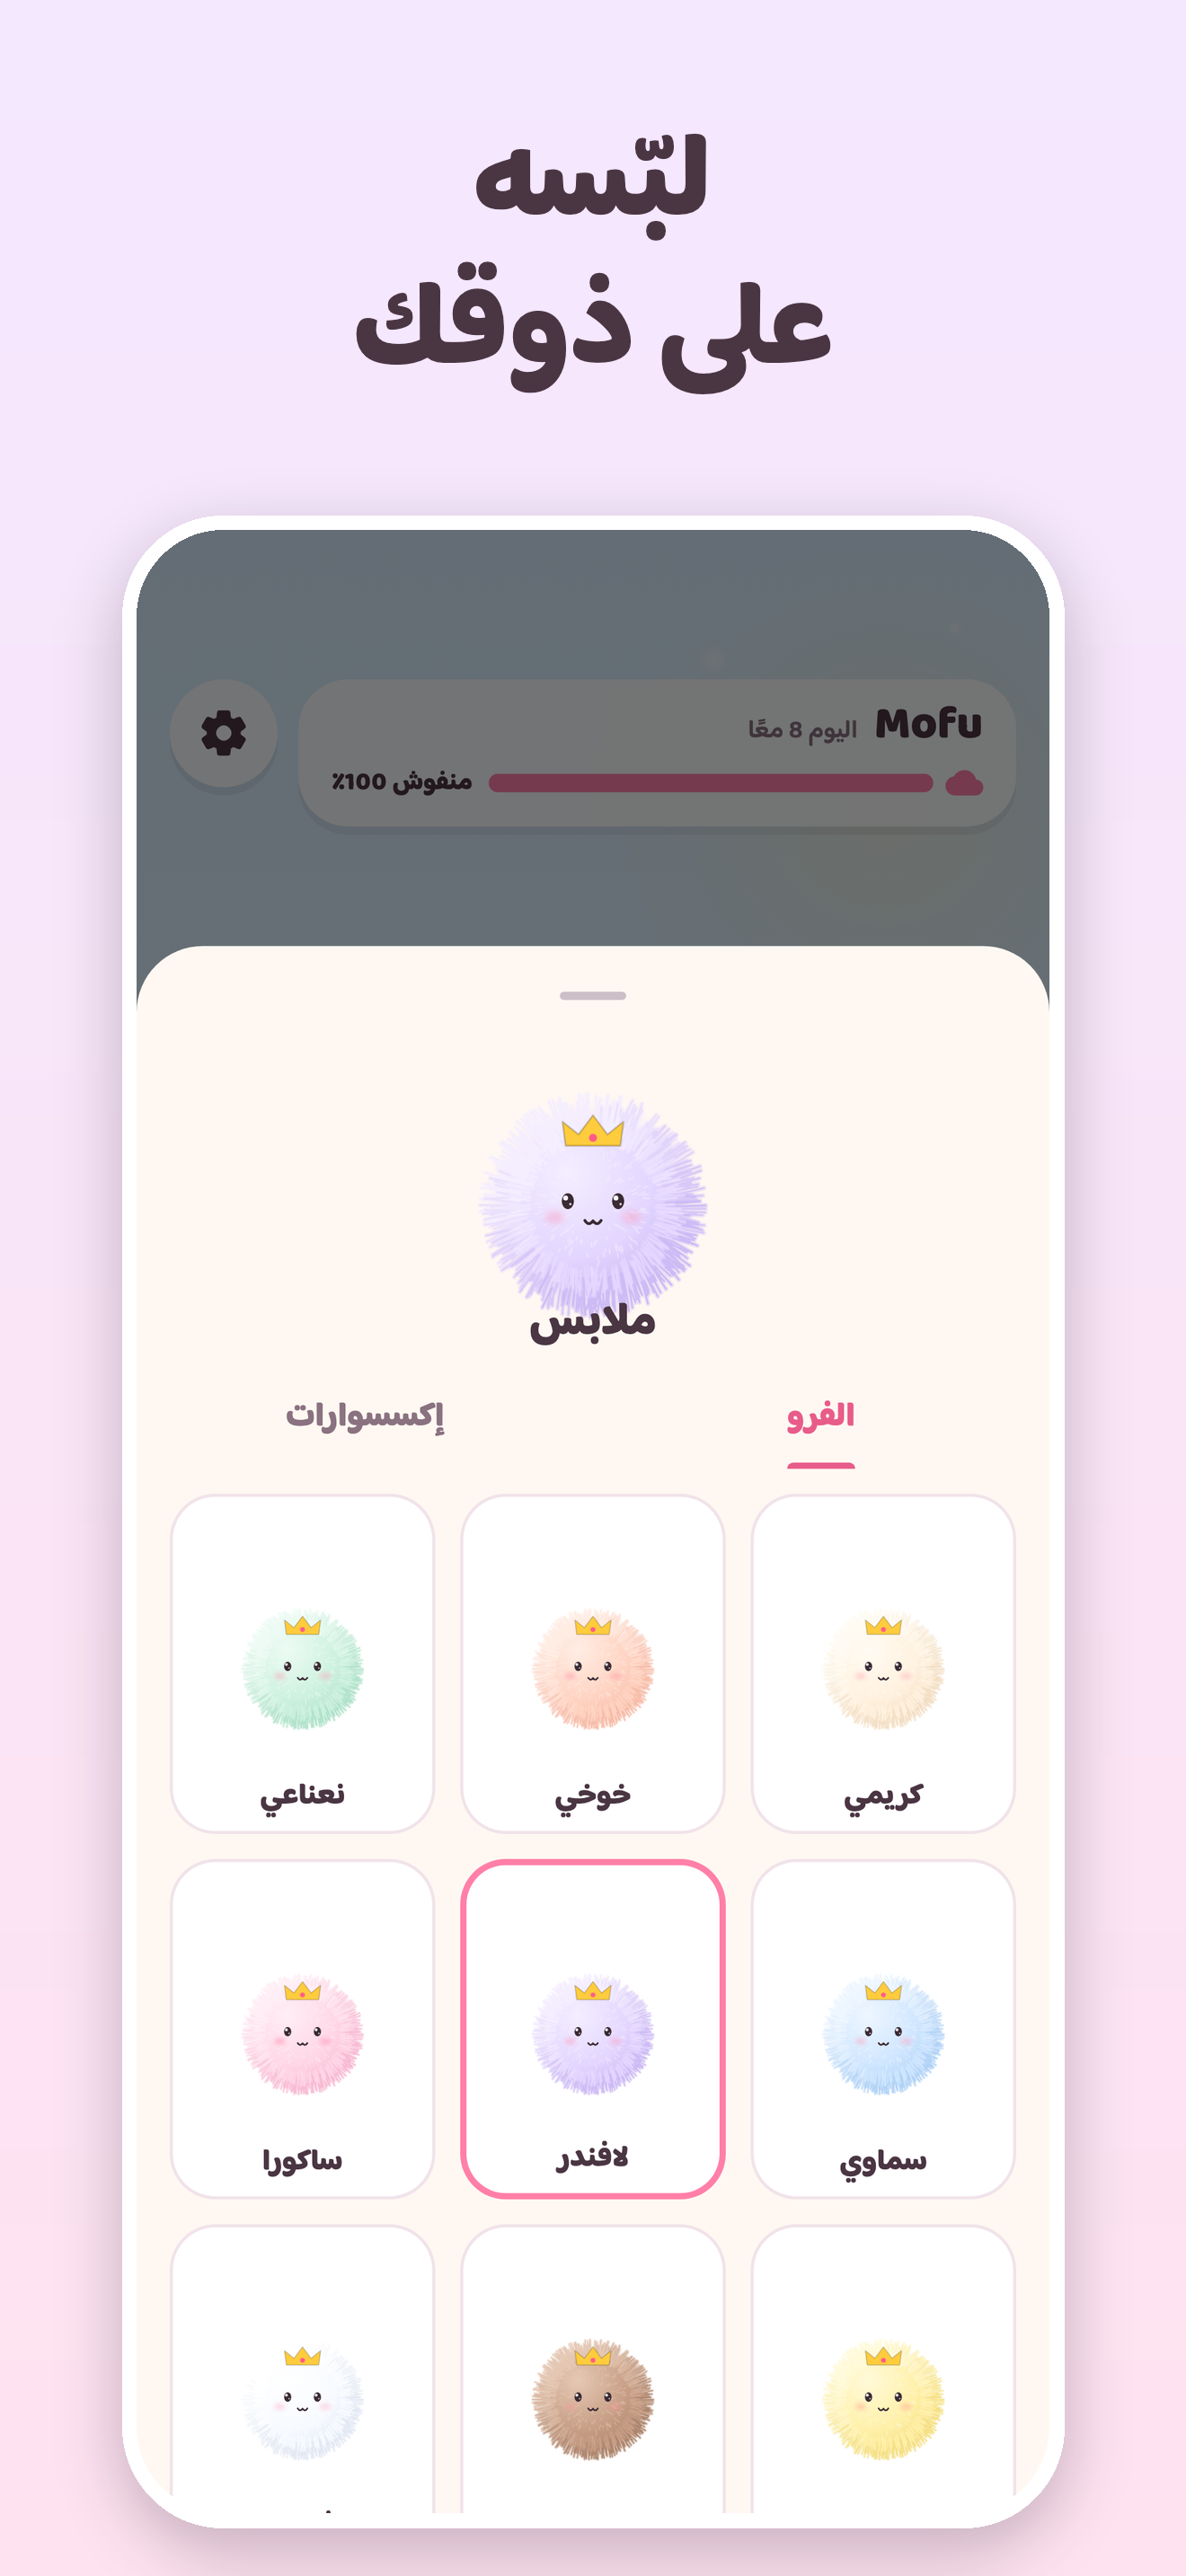 لبّسه
على ذوقك
Mofu اليوم 8 معًا
منفوش 100٪
ملابس
الفرو
إكسسوارات
كريمي
خوخي
نعناعي
سماوي
لافندر
ساكورا